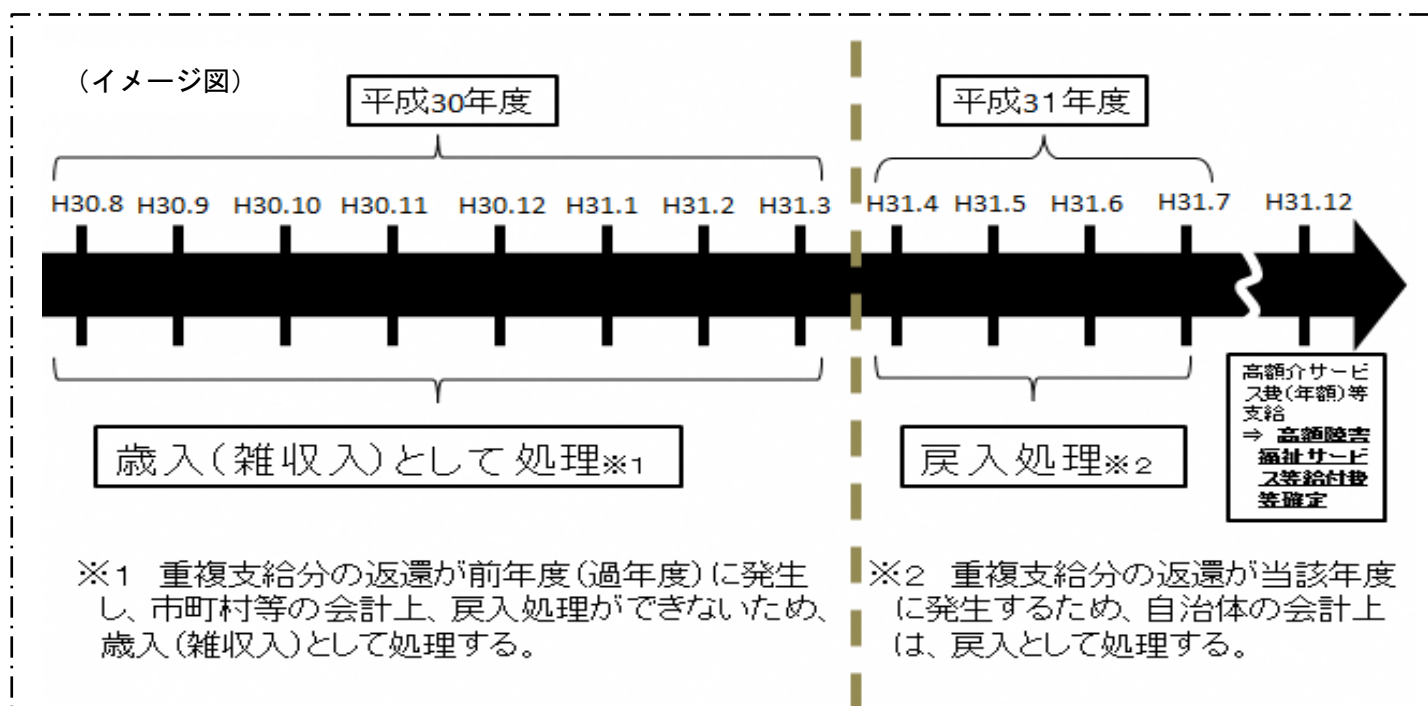 （イメージ図）
平成30年度
平成31年度
H30.8 H30.9 H30.10 H30.11 H30.12 H31.1 H31.2 H31.3 H31.4 H31.5 H31.6 H31.7 H31.12
歳入（雑収入）として処理※1
戻入処理※2
高額介サービ
ス費（年額）等
支給
⇒ 高額障害
福祉サービ
ス等給付費
等確定
※1　重複支給分の返還が前年度（過年度）に発生
し、市町村等の会計上、戻入処理ができないため、
歳入（雑収入）として処理する。
※2　重複支給分の返還が当該年度
に発生するため、自治体の会計上
は、戻入として処理する。